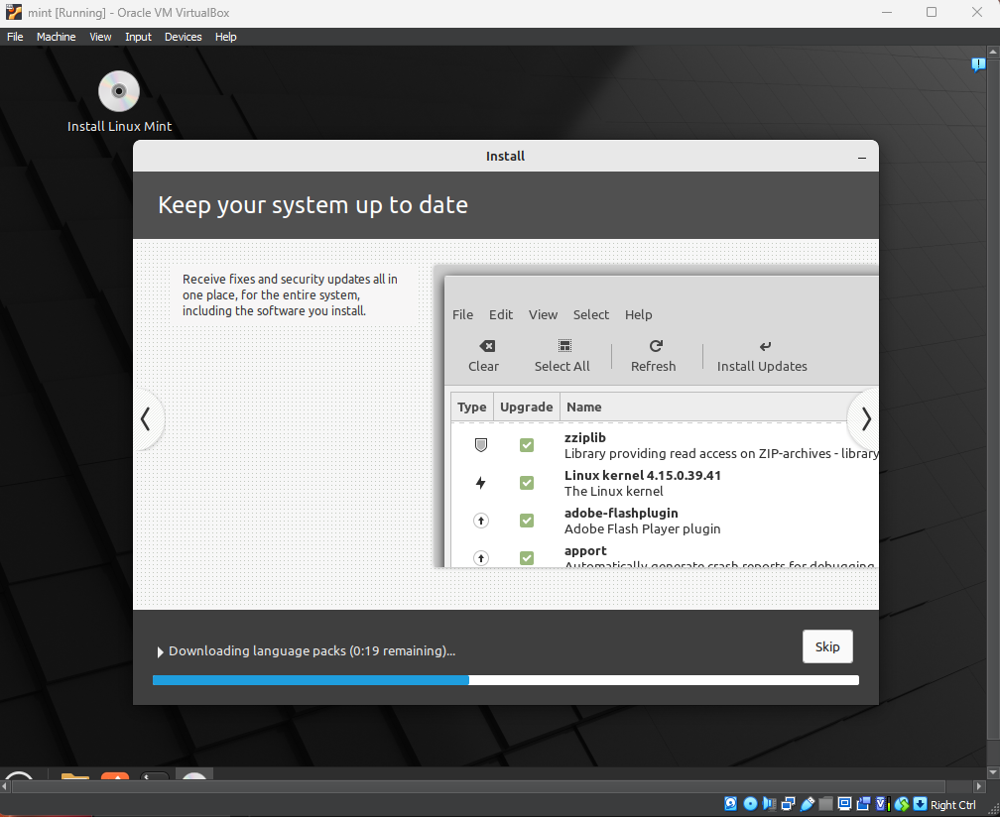 mint [Running] - Oracle VM VirtualBox
File Machine View Input Devices Help
Install Linux Mint
Install
Keep your system up to date
Receive fixes and security updates all in
one place, for the entire system,
including the software you install.
File Edit View Select Help
Clear Select All Refresh Install Updates
Type Upgrade Name
zziplib
Library providing read access on ZIP-archives - library
Linux kernel 4.15.0.39.41
The Linux kernel
adobe-flashplugin
Adobe Flash Player plugin
apport
Automatically generate crash reports for debugging
Downloading language packs (0:19 remaining)...
Skip
Right Ctrl